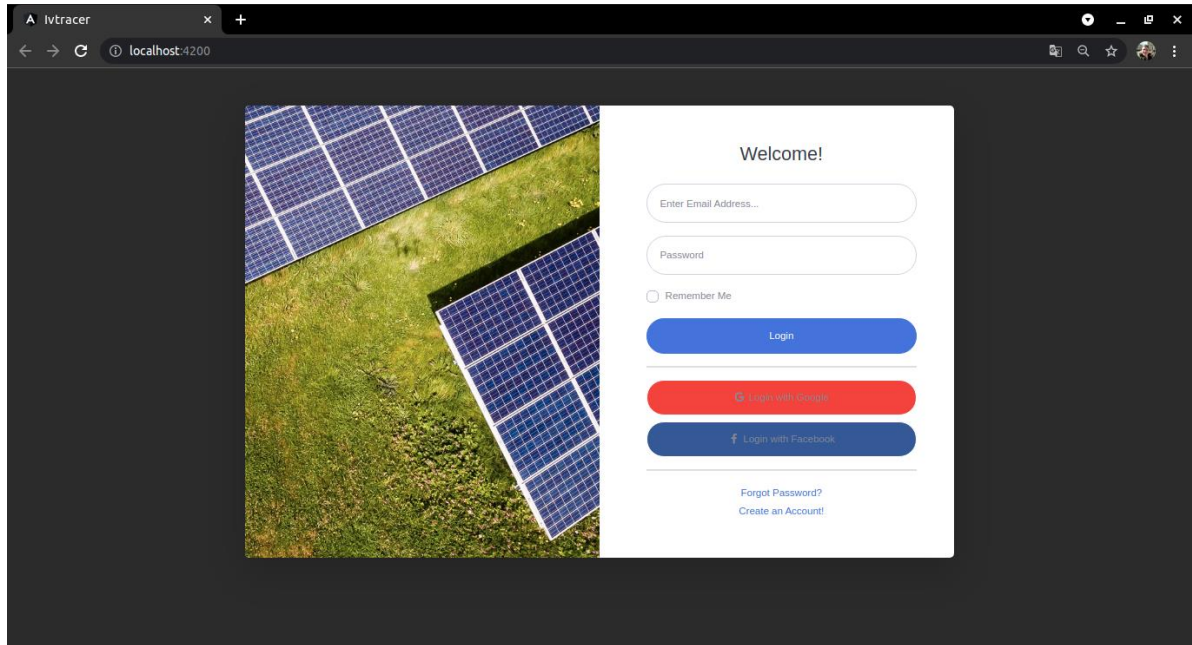 Ivtracer
localhost:4200
Welcome!
Enter Email Address...
Password
Remember Me
Login
Login with Google
Login with Facebook
Forgot Password?
Create an Account!